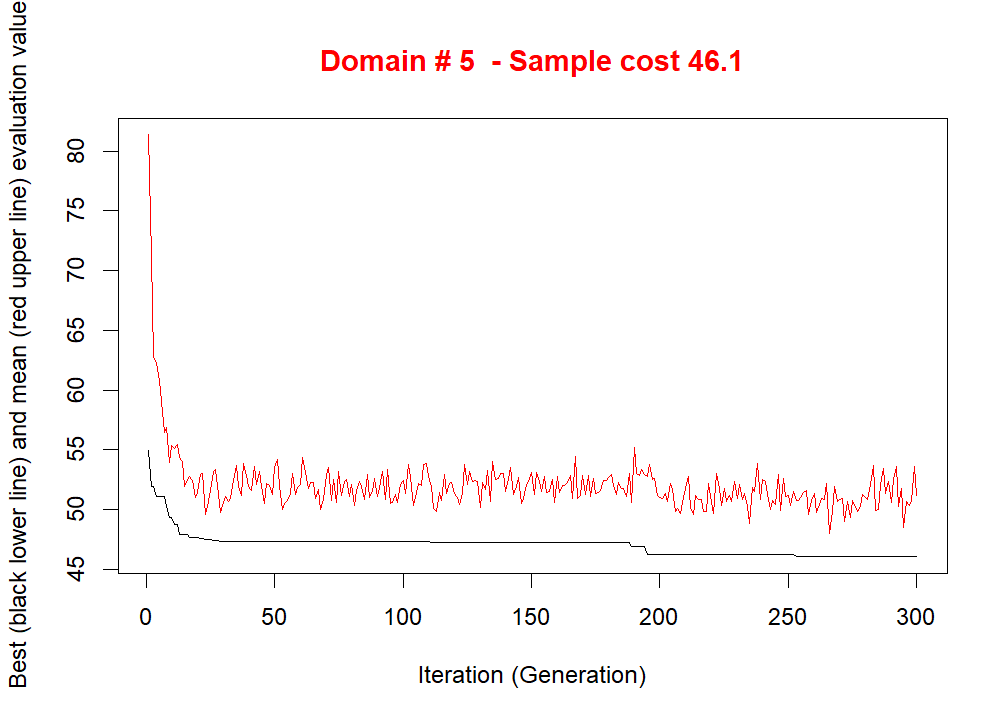 Domain # 5  - Sample cost 46.1
Best (black lower line) and mean (red upper line) evaluation value
80
75
70
65
60
55
50
45
0 50 100 150 200 250 300
Iteration (Generation)